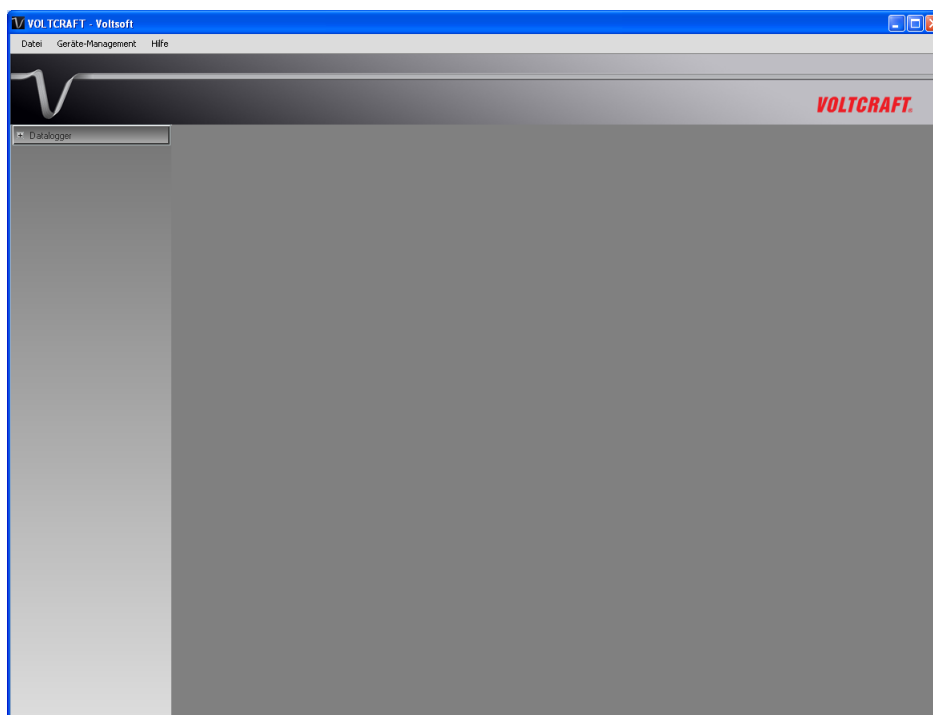 VOLTCRAFT - Voltsoft
Datei Geräte-Management Hilfe
VOLTCRAFT®
+ Datalogger